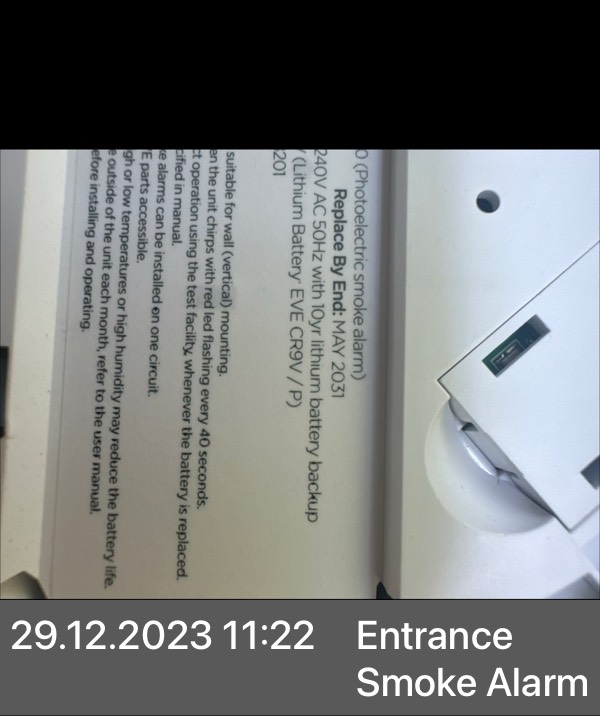 0 (Photoelectric smoke alarm)
Replace By End: MAY 2031
240V AC 50Hz with 10yr lithium battery backup
(Lithium Battery EVE CR9V / P)
201
suitable for wall (vertical) mounting.
en the unit chirps with red led flashing every 40 seconds.
ct operation using the test facility, whenever the battery is replaced.
cified in manual.
e alarms can be installed on one circuit.
E parts accessible.
gh or low temperatures or high humidity may reduce the battery life.
e outside of the unit each month, refer to the user manual.
efore installing and operating.
29.12.2023 11:22
Entrance
Smoke Alarm